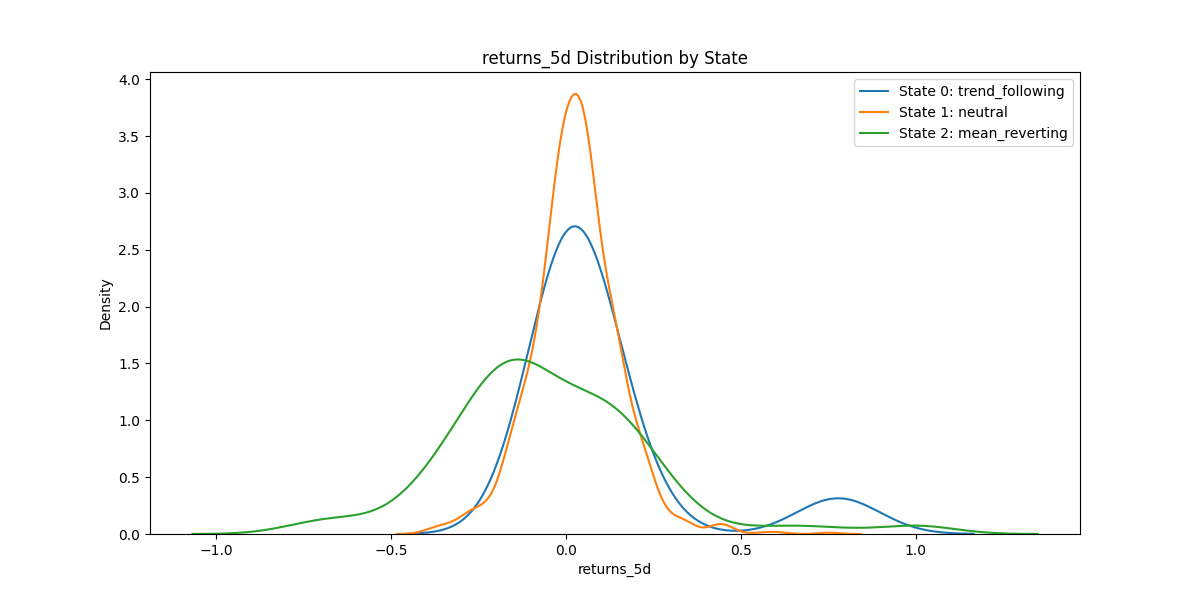 returns_5d Distribution by State
State 0: trend_following
State 1: neutral
State 2: mean_reverting
Density
4.0
3.5
3.0
2.5
2.0
1.5
1.0
0.5
0.0
−1.0
−0.5
0.0
0.5
1.0
returns_5d